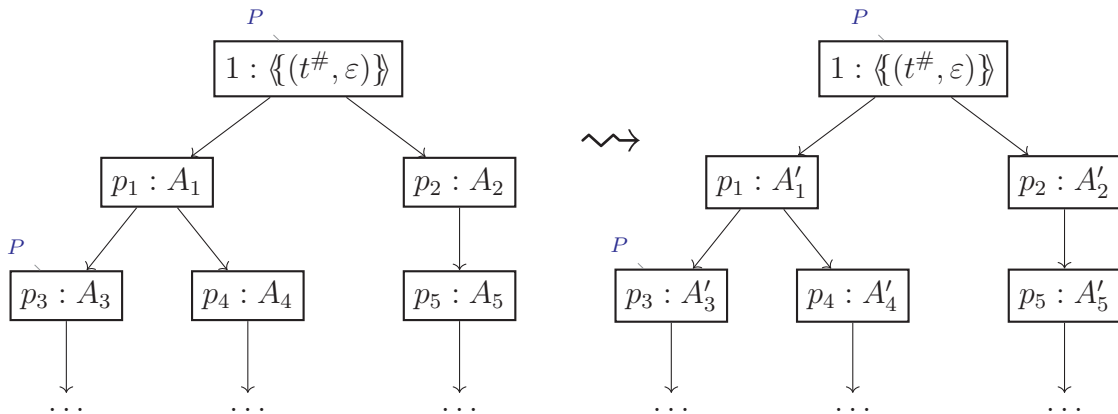 P P
1 : ⦃(t^#, ε)⦄ 1 : ⦃(t^#, ε)⦄
p₁ : A₁ p₂ : A₂ p₁ : A′₁ p₂ : A′₂
P P
p₃ : A₃ p₄ : A₄ p₅ : A₅ p₃ : A′₃ p₄ : A′₄ p₅ : A′₅
... ... ... ... ... ...